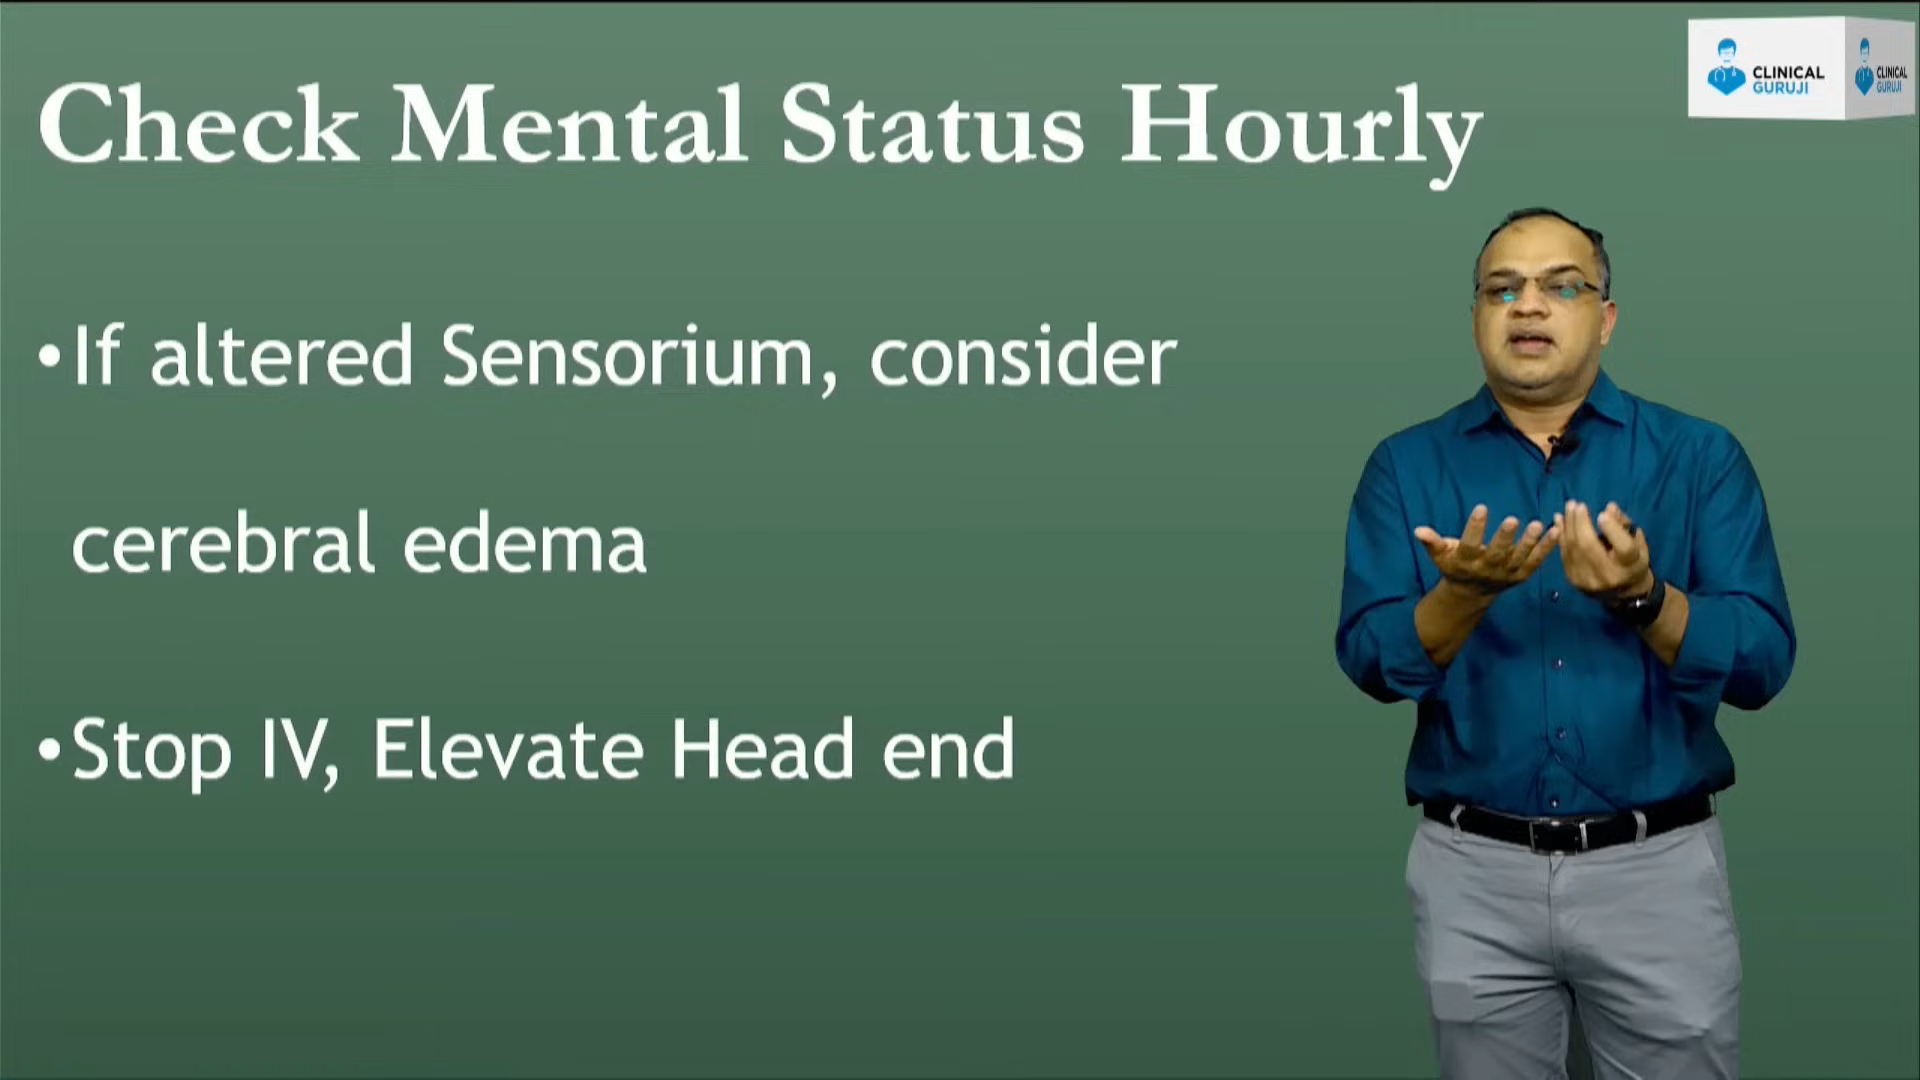 CLINICAL
GURUJI
CLINICAL
GURUJI
Check Mental Status Hourly
•If altered Sensorium, consider
cerebral edema
•Stop IV, Elevate Head end